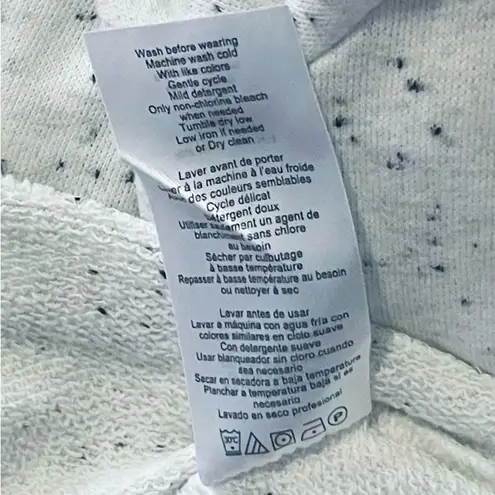 Wash before wearing
Machine wash cold
With like colors
Gentle cycle
Mild detergent
Only non-chlorine bleach
when needed
Tumble dry low
Low iron if needed
or Dry clean
Laver avant de porter
er à la machine à l'eau froide
des couleurs semblables
Cycle délicat
étergent doux
Utiliser un agent de
blanchiment sans chlore
au besoin
Sécher par culbutage
à basse température
Repasser à basse température au besoin
ou nettoyer à sec
Lavar antes de usar
Lavar a máquina con agua fría con
colores similares en ciclo suave
Con detergente suave
Usar blanqueador sin cloro cuando
sea necesario
Secar en secadora a baja temperatura
Planchar a temperatura baja si es
necesario
Lavado en seco profesional
30°C
P